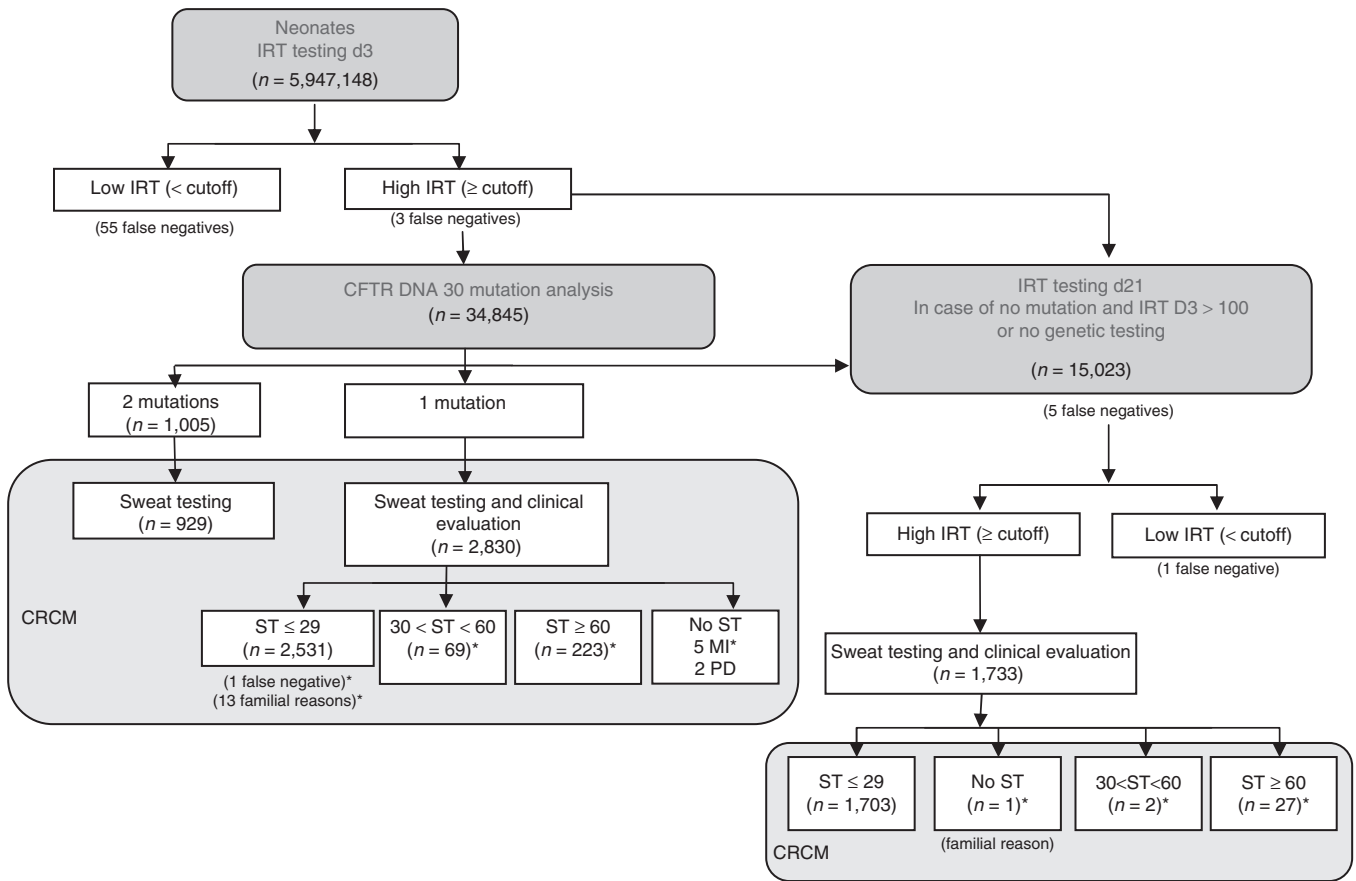 Neonates
IRT testing d3
(n = 5,947,148)
Low IRT (< cutoff)
(55 false negatives)
High IRT (≥ cutoff)
(3 false negatives)
CFTR DNA 30 mutation analysis
(n = 34,845)
IRT testing d21
In case of no mutation and IRT D3 > 100
or no genetic testing
(n = 15,023)
(5 false negatives)
2 mutations
(n = 1,005)
1 mutation
Sweat testing
(n = 929)
Sweat testing and clinical
evaluation
(n = 2,830)
CRCM
ST ≤ 29
(n = 2,531)
(1 false negative)*
(13 familial reasons)*
30 < ST < 60
(n = 69)*
ST ≥ 60
(n = 223)*
No ST
5 MI*
2 PD
High IRT (≥ cutoff)
Low IRT (< cutoff)
(1 false negative)
Sweat testing and clinical evaluation
(n = 1,733)
ST ≤ 29
(n = 1,703)
No ST
(n = 1)*
(familial reason)
30<ST<60
(n = 2)*
ST ≥ 60
(n = 27)*
CRCM